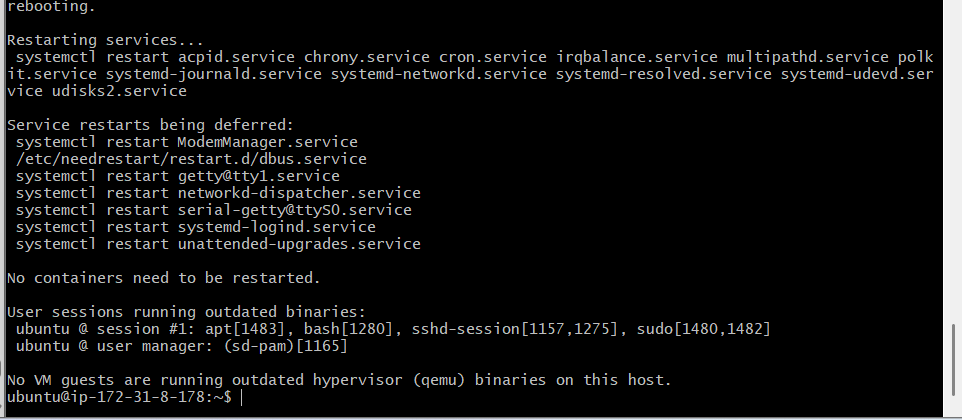 rebooting.
Restarting services...
systemctl restart acpid.service chrony.service cron.service irqbalance.service multipathd.service polk
it.service systemd-journald.service systemd-networkd.service systemd-resolved.service systemd-udevd.ser
vice udisks2.service
Service restarts being deferred:
systemctl restart ModemManager.service
/etc/needrestart/restart.d/dbus.service
systemctl restart getty@tty1.service
systemctl restart networkd-dispatcher.service
systemctl restart serial-getty@ttyS0.service
systemctl restart systemd-logind.service
systemctl restart unattended-upgrades.service
No containers need to be restarted.
User sessions running outdated binaries:
ubuntu @ session #1: apt[1483], bash[1280], sshd-session[1157,1275], sudo[1480,1482]
ubuntu @ user manager: (sd-pam)[1165]
No VM guests are running outdated hypervisor (qemu) binaries on this host.
ubuntu@ip-172-31-8-178:~$